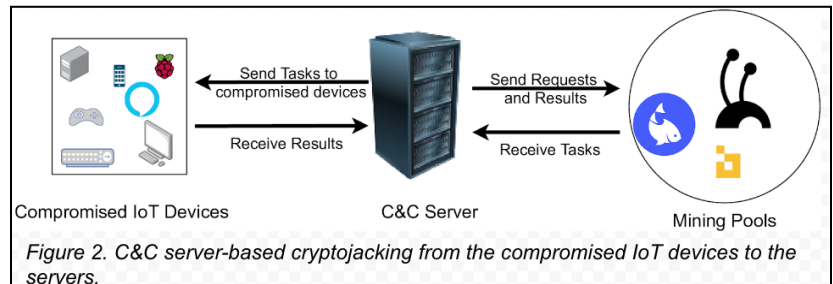 Send Tasks to
compromised devices
Receive Results
Send Requests
and Results
Receive Tasks
Compromised IoT Devices
C&C Server
Mining Pools
Figure 2. C&C server-based cryptojacking from the compromised IoT devices to the
servers.